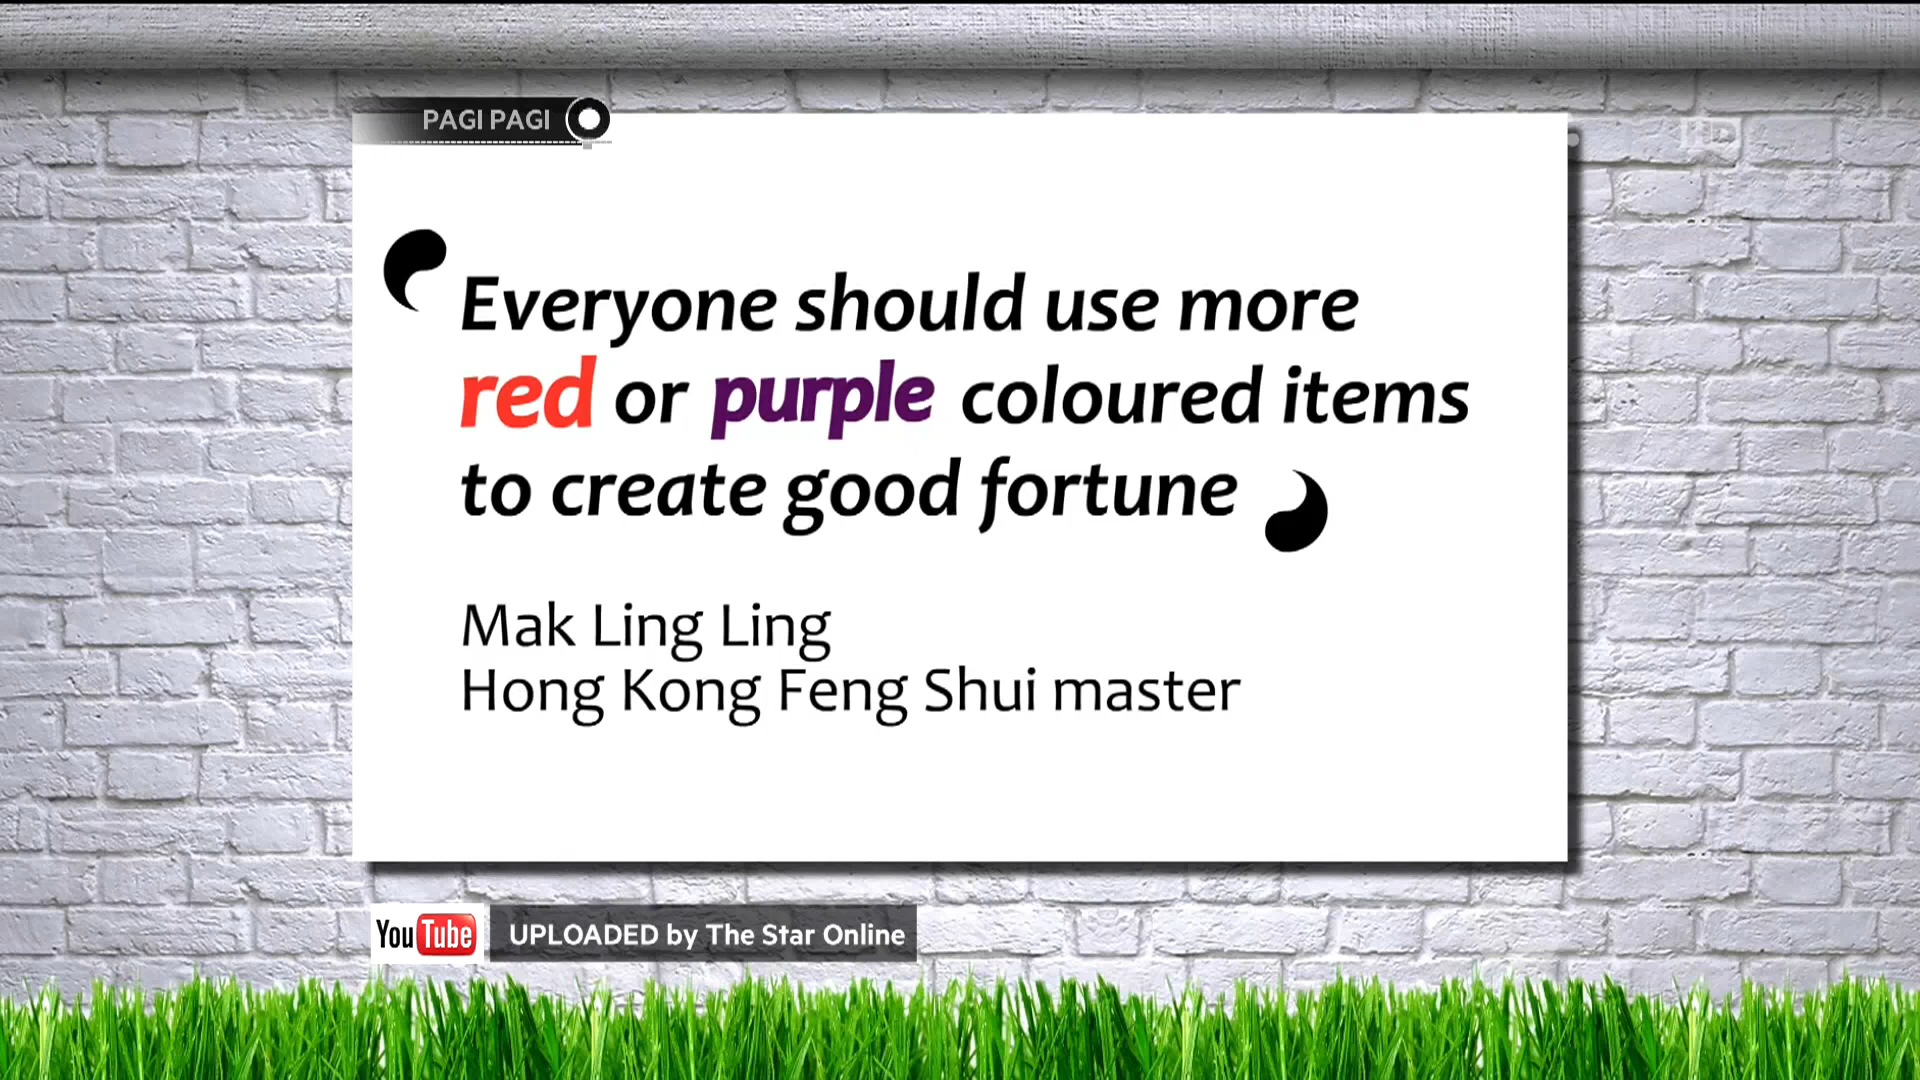 PAGI PAGI
HD
Everyone should use more
red or purple coloured items
to create good fortune
Mak Ling Ling
Hong Kong Feng Shui master
YouTube UPLOADED by The Star Online